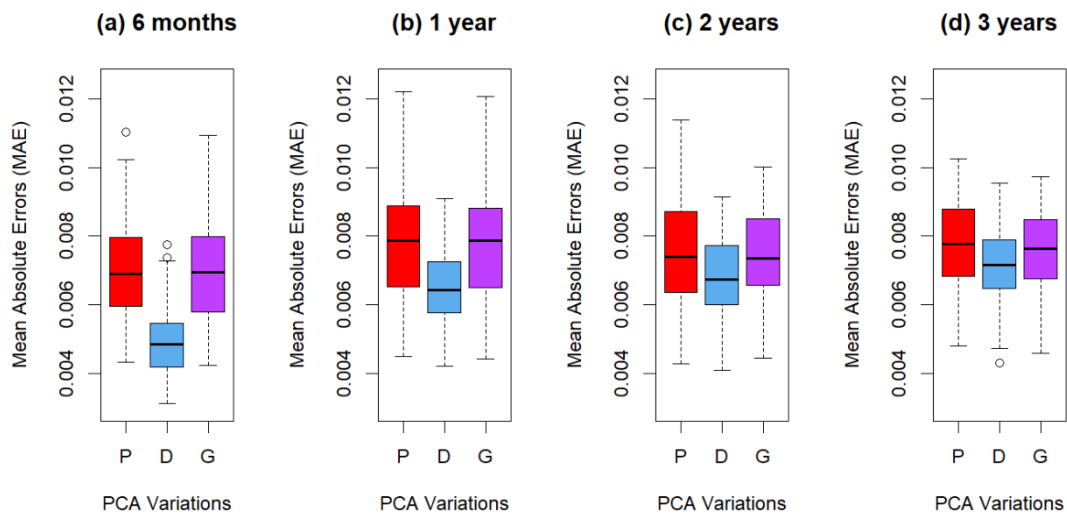 (a) 6 months
Mean Absolute Errors (MAE)
0.012
0.010
0.008
0.006
0.004
P D G
PCA Variations
(b) 1 year
Mean Absolute Errors (MAE)
0.012
0.010
0.008
0.006
0.004
P D G
PCA Variations
(c) 2 years
Mean Absolute Errors (MAE)
0.012
0.010
0.008
0.006
0.004
P D G
PCA Variations
(d) 3 years
Mean Absolute Errors (MAE)
0.012
0.010
0.008
0.006
0.004
P D G
PCA Variations